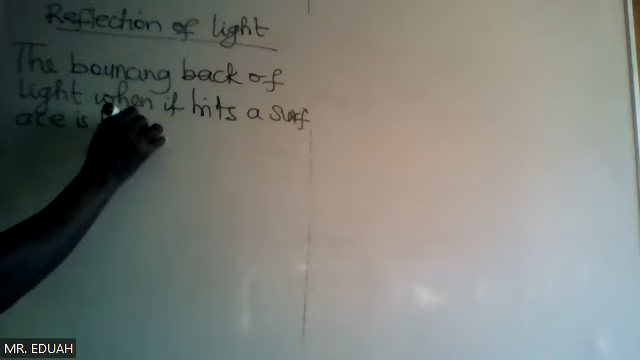 Reflection of light
The bouncing back of
light when it hits a surf
ace is
MR. EDUAH